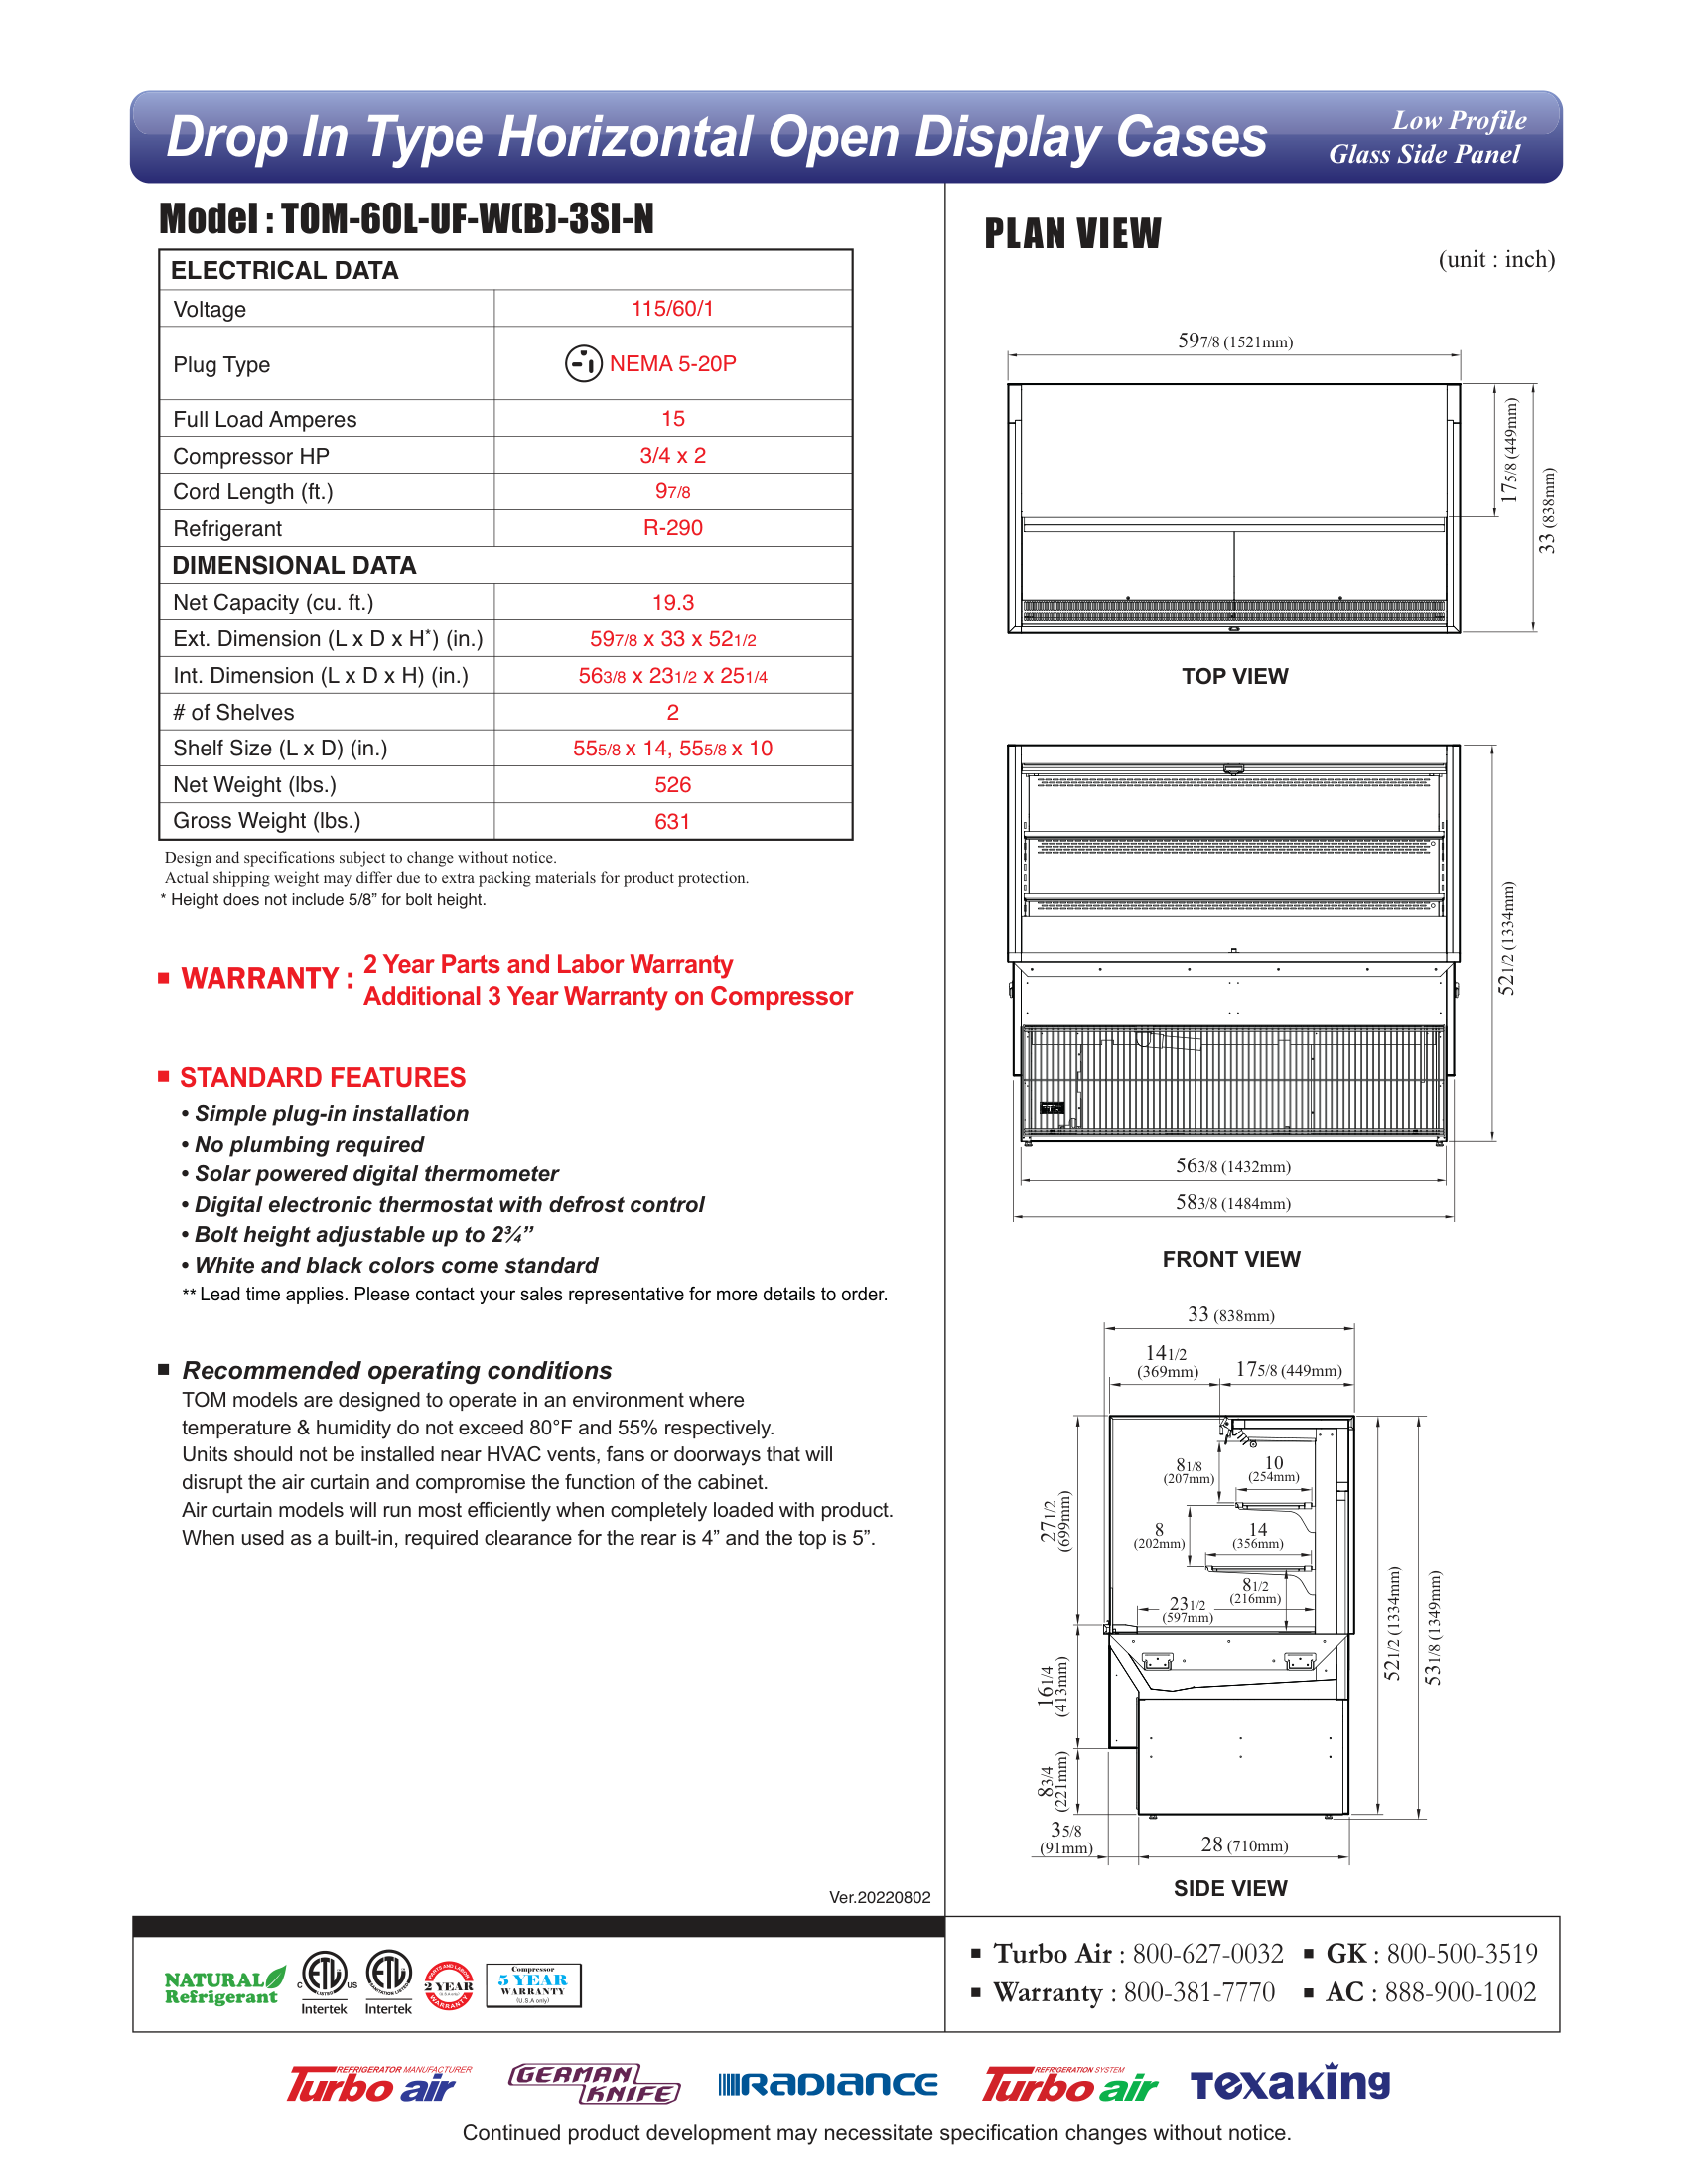 Drop In Type Horizontal Open Display Cases
Low Profile
Glass Side Panel
Model : TOM-60L-UF-W(B)-3SI-N
ELECTRICAL DATA
Voltage 115/60/1
Plug Type NEMA 5-20P
Full Load Amperes 15
Compressor HP 3/4 x 2
Cord Length (ft.) 97/8
Refrigerant R-290
DIMENSIONAL DATA
Net Capacity (cu. ft.) 19.3
Ext. Dimension (L x D x H*) (in.) 597/8 x 33 x 521/2
Int. Dimension (L x D x H) (in.) 563/8 x 231/2 x 251/4
# of Shelves 2
Shelf Size (L x D) (in.) 555/8 x 14, 555/8 x 10
Net Weight (lbs.) 526
Gross Weight (lbs.) 631
Design and specifications subject to change without notice.
Actual shipping weight may differ due to extra packing materials for product protection.
* Height does not include 5/8” for bolt height.
■ WARRANTY : 2 Year Parts and Labor Warranty
Additional 3 Year Warranty on Compressor
■ STANDARD FEATURES
• Simple plug-in installation
• No plumbing required
• Solar powered digital thermometer
• Digital electronic thermostat with defrost control
• Bolt height adjustable up to 2¾”
• White and black colors come standard
** Lead time applies. Please contact your sales representative for more details to order.
■ Recommended operating conditions
TOM models are designed to operate in an environment where
temperature & humidity do not exceed 80°F and 55% respectively.
Units should not be installed near HVAC vents, fans or doorways that will
disrupt the air curtain and compromise the function of the cabinet.
Air curtain models will run most efficiently when completely loaded with product.
When used as a built-in, required clearance for the rear is 4” and the top is 5”.
Ver.20220802
PLAN VIEW
(unit : inch)
597/8 (1521mm)
175/8 (449mm)
33 (838mm)
TOP VIEW
521/2 (1334mm)
563/8 (1432mm)
583/8 (1484mm)
FRONT VIEW
33 (838mm)
141/2
(369mm)
175/8 (449mm)
81/8
(207mm)
10
(254mm)
271/2
(699mm)
8
(202mm)
14
(356mm)
81/2
(216mm)
231/2
(597mm)
521/2 (1334mm)
531/8 (1349mm)
161/4
(413mm)
83/4
(221mm)
35/8
(91mm)
28 (710mm)
SIDE VIEW
NATURAL
Refrigerant
C ETL US
LISTED
Intertek
ETL
SANITATION LISTED
Intertek
PARTS AND LABOR
2 YEAR
WARRANTY
Compressor
5 YEAR
WARRANTY
(U.S.A only)
■ Turbo Air : 800-627-0032 ■ GK : 800-500-3519
■ Warranty : 800-381-7770 ■ AC : 888-900-1002
REFRIGERATOR MANUFACTURER
Turbo air
GERMAN
KNIFE
RADIANCE
REFRIGERATION SYSTEM
Turbo air
Texaking
Continued product development may necessitate specification changes without notice.